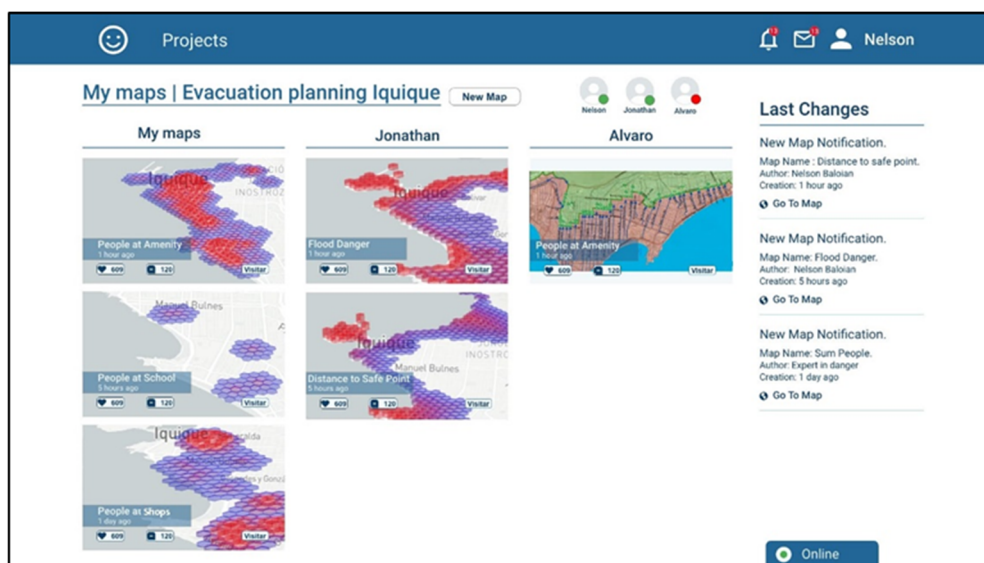 Projects
13
13
Nelson
My maps | Evacuation planning Iquique
New Map
Nelson
Jonathan
Alvaro
My maps
Iquique
INOSTROZ
People at Amenity
1 hour ago
609
120
Visitar
Manuel Bulnes
People at School
5 hours ago
609
120
Visitar
Iquique
People at Shops
1 day ago
609
120
Visitar
Jonathan
Iquique
Flood Danger
1 hour ago
609
120
Visitar
Iquique
INOSTRO
Manuel Bulnes
Distance to Safe Point
5 hours ago
609
120
Visitar
Alvaro
People at Amenity
1 hour ago
609
120
Visitar
Last Changes
New Map Notification.
Map Name : Distance to safe point.
Author: Nelson Baloian
Creation: 1 hour ago
Go To Map
New Map Notification.
Map Name: Flood Danger.
Author: Nelson Baloian
Creation: 5 hours ago
Go To Map
New Map Notification.
Map Name: Sum People.
Author: Expert in danger
Creation: 1 day ago
Go To Map
Online